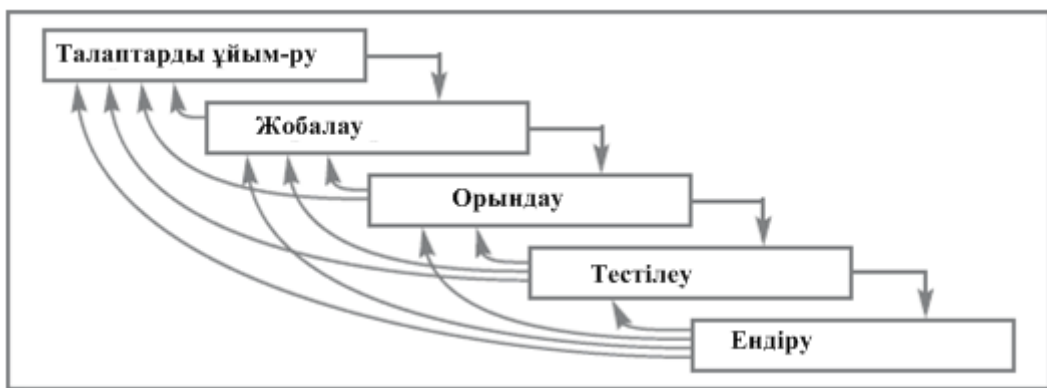 Талаптарды ұйым-ру
Жобалау
Орындау
Тестілеу
Ендіру